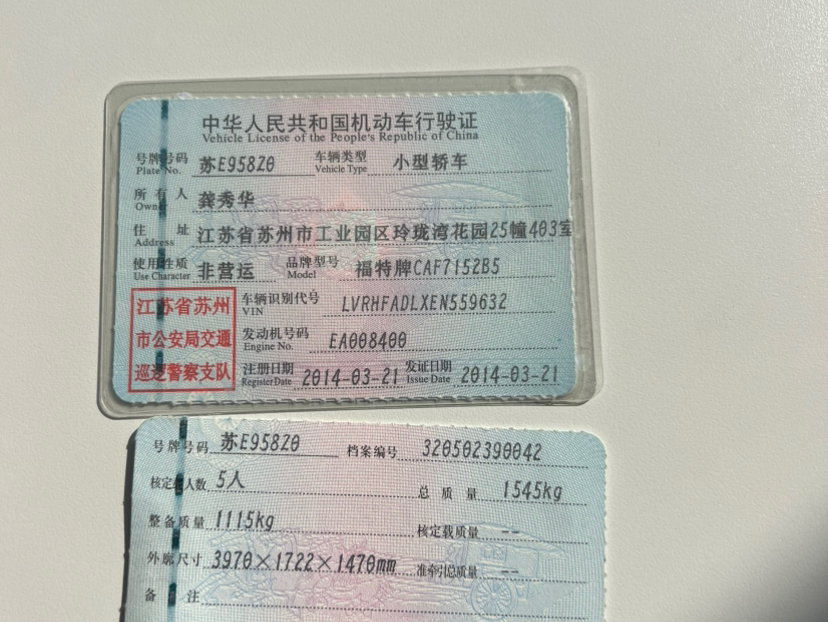 中华人民共和国机动车行驶证
Vehicle License of the People's Republic of China
号牌号码 苏E95820 车辆类型 小型轿车
Plate No. Vehicle Type
所有人 龚秀华
Owner
住址 江苏省苏州市工业园区玲珑湾花园25幢403室
Address
使用性质 非营运 品牌型号 福特牌CAF7152B5
Use Character Model
江苏省苏州
市公安局交通
巡逻警察支队
车辆识别代号 LVRHFADLXEN559632
VIN
发动机号码 EA008400
Engine No.
注册日期 2014-03-21 发证日期 2014-03-21
Register Date Issue Date
号牌号码 苏E95820 档案编号 320502390042
核定载人数 5人 总质量 1545kg
整备质量 1115kg 核定载质量 --
外廓尺寸 3970×1722×1470mm 准牵引总质量 --
备注